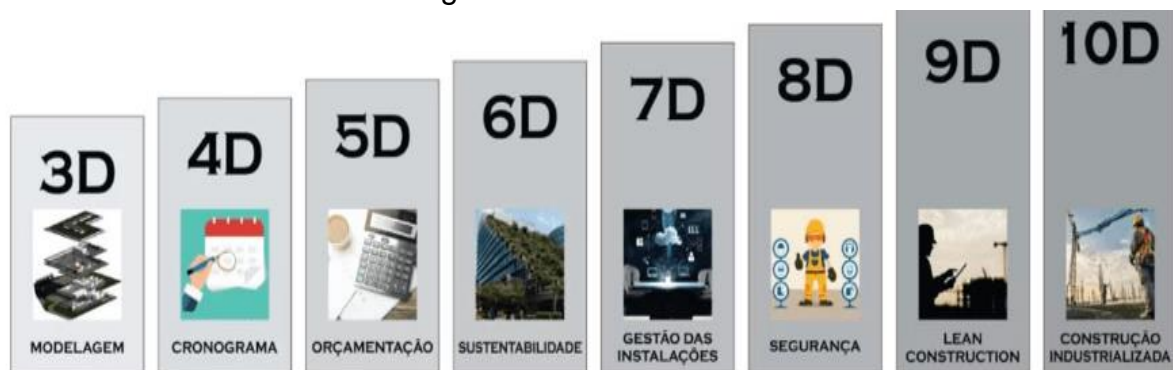 3D
MODELAGEM
4D
CRONOGRAMA
5D
ORÇAMENTAÇÃO
6D
SUSTENTABILIDADE
7D
GESTÃO DAS
INSTALAÇÕES
8D
SEGURANÇA
9D
LEAN
CONSTRUCTION
10D
CONSTRUÇÃO
INDUSTRIALIZADA